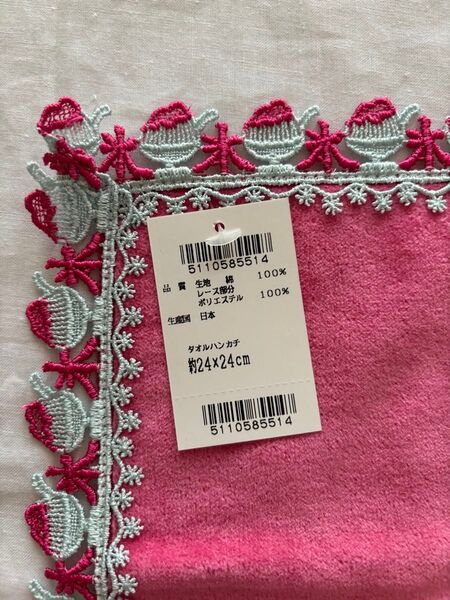 5110585514
品 質 生地 綿 100%
レース部分
ポリエステル 100%
生産国 日本
タオルハンカチ
約24×24cm
5110585514